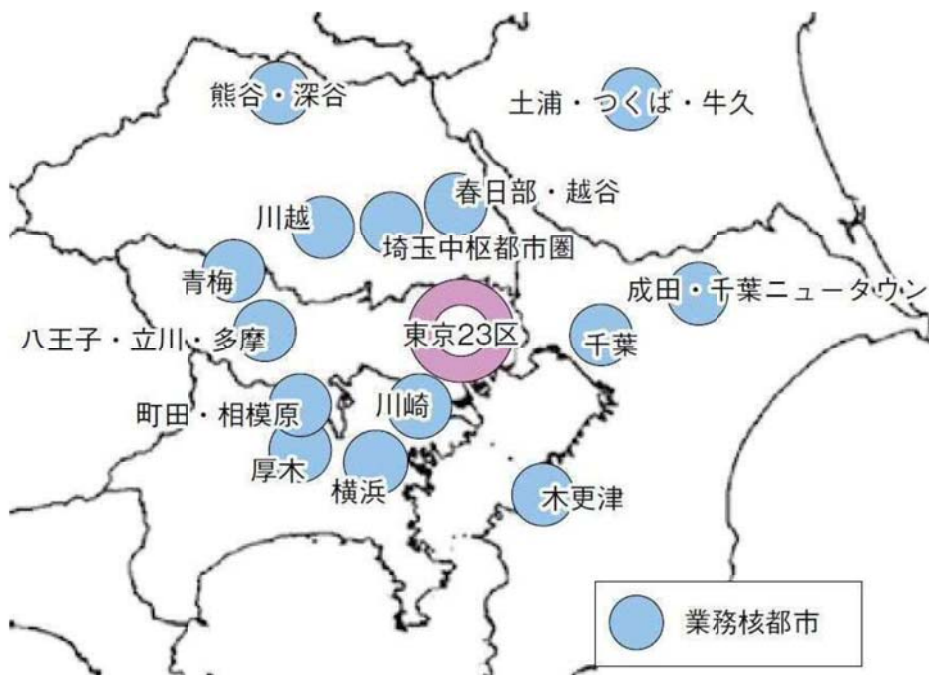 熊谷・深谷
土浦・つくば・牛久
春日部・越谷
川越
埼玉中枢都市圏
青梅
成田・千葉ニュータウン
八王子・立川・多摩
東京23区
千葉
町田・相模原
川崎
厚木
横浜
木更津
業務核都市